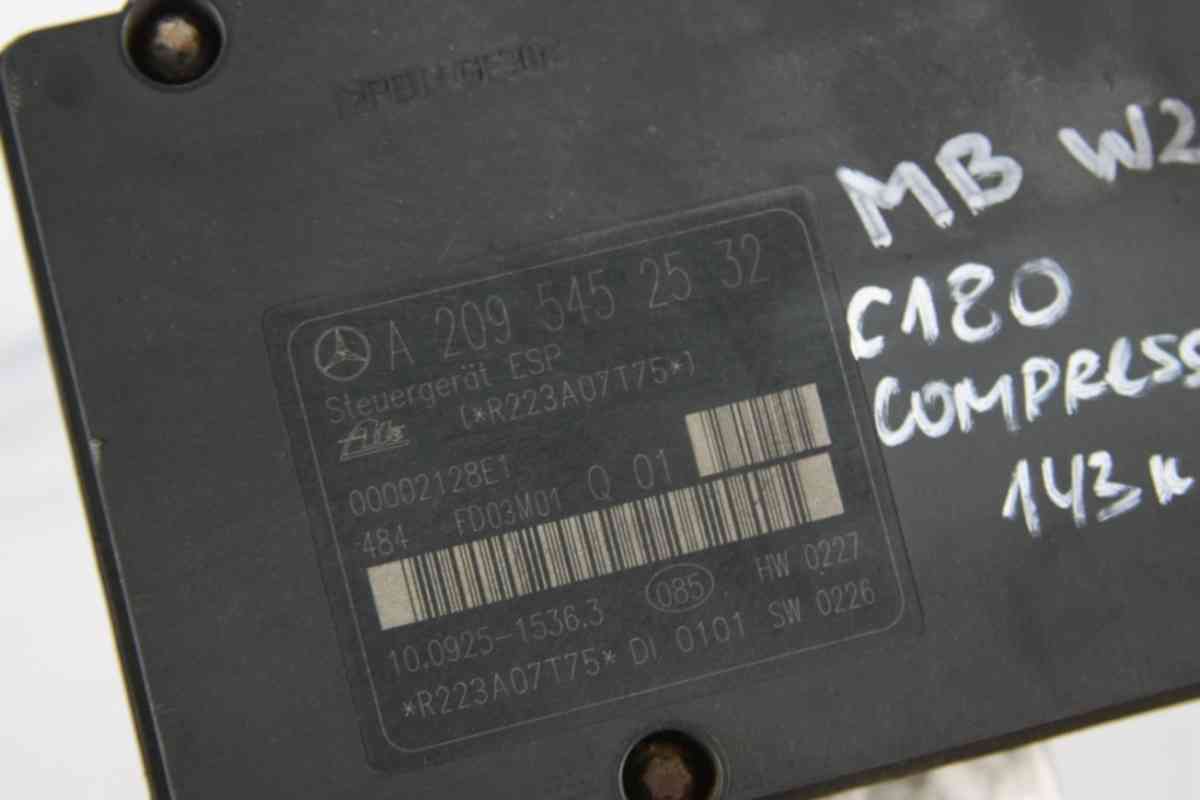 A 209 545 25 32
Steuergerät ESP
(*R223A07T75*)
Ate
00002128E1
484 FD03M01 Q 01
10.0925-1536.3 085 HW 0227
*R223A07T75* DI 0101 SW 0226
MB W2
C180
COMPRESS
143 K